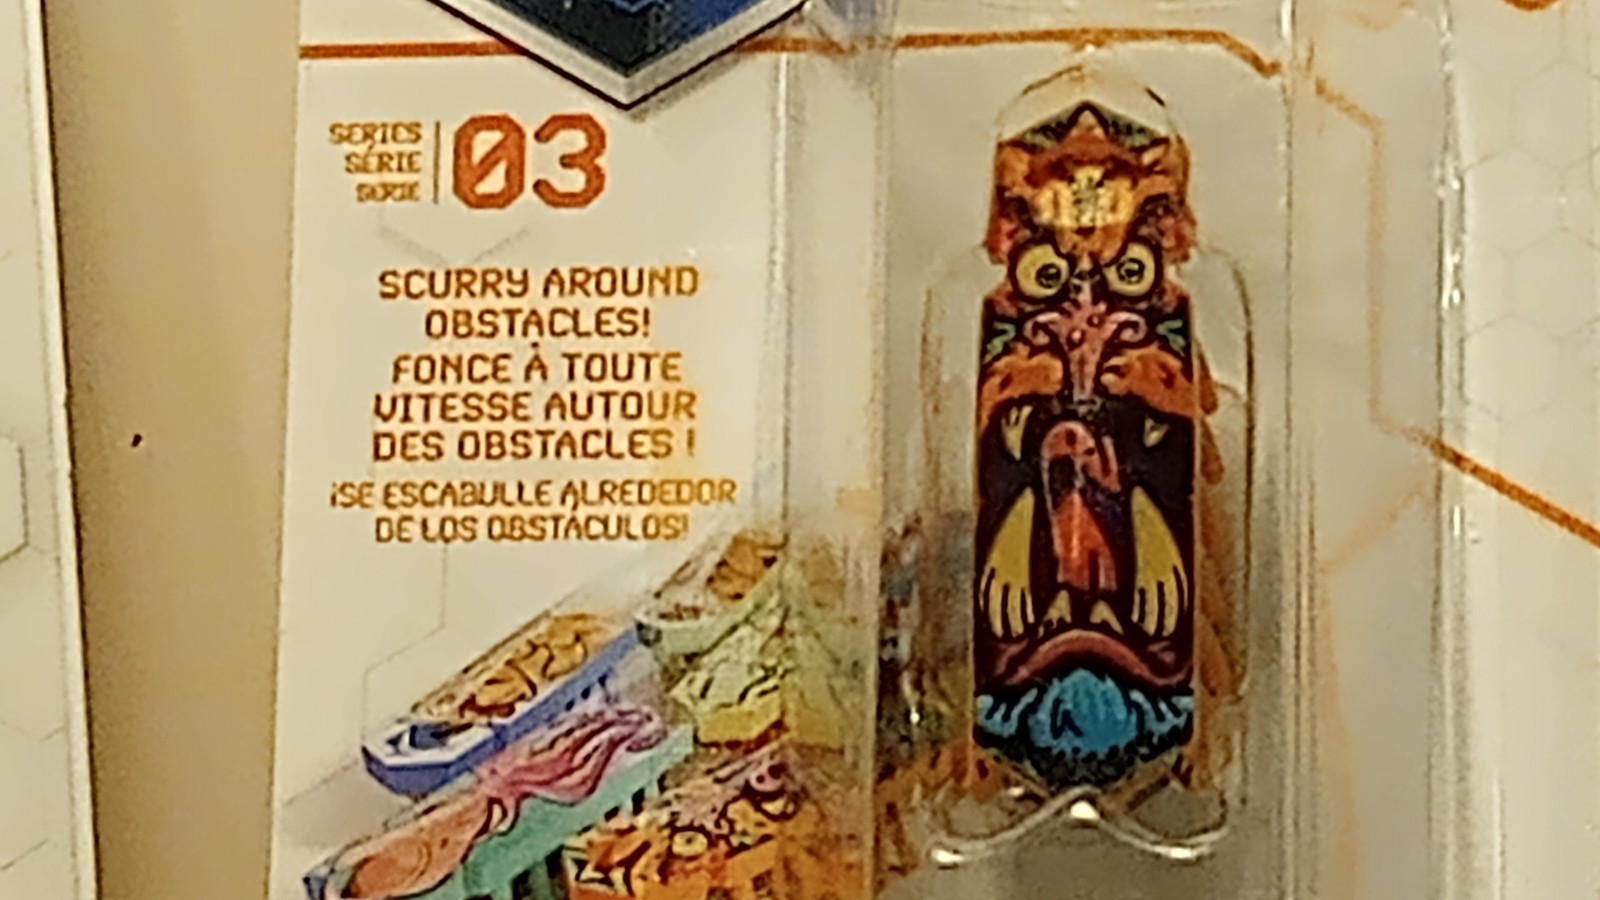 SERIES
SÉRIE
SERIE
03
SCURRY AROUND
OBSTACLES!
FONCE À TOUTE
VITESSE AUTOUR
DES OBSTACLES !
¡SE ESCABULLE ALREDEDOR
DE LOS OBSTÁCULOS!